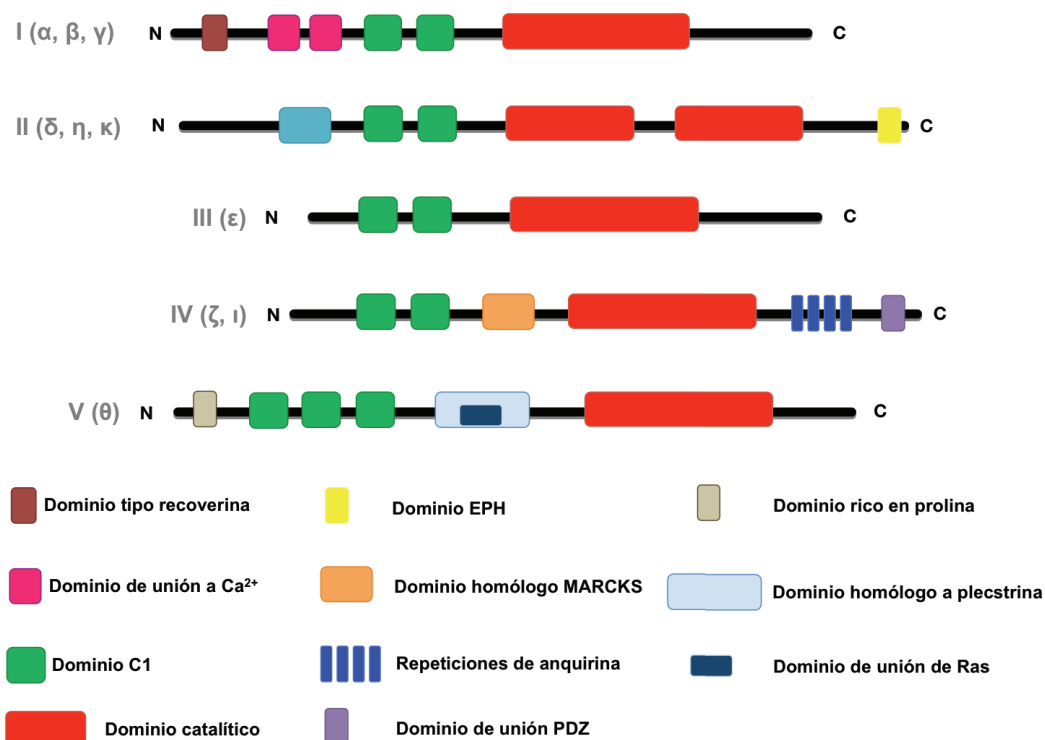 I (α, β, γ) N C
II (δ, η, κ) N C
III (ε) N C
IV (ζ, ι) N C
V (θ) N C
Dominio tipo recoverina
Dominio EPH
Dominio rico en prolina
Dominio de unión a Ca²⁺
Dominio homólogo MARCKS
Dominio homólogo a plecstrina
Dominio C1
Repeticiones de anquirina
Dominio de unión de Ras
Dominio catalítico
Dominio de unión PDZ